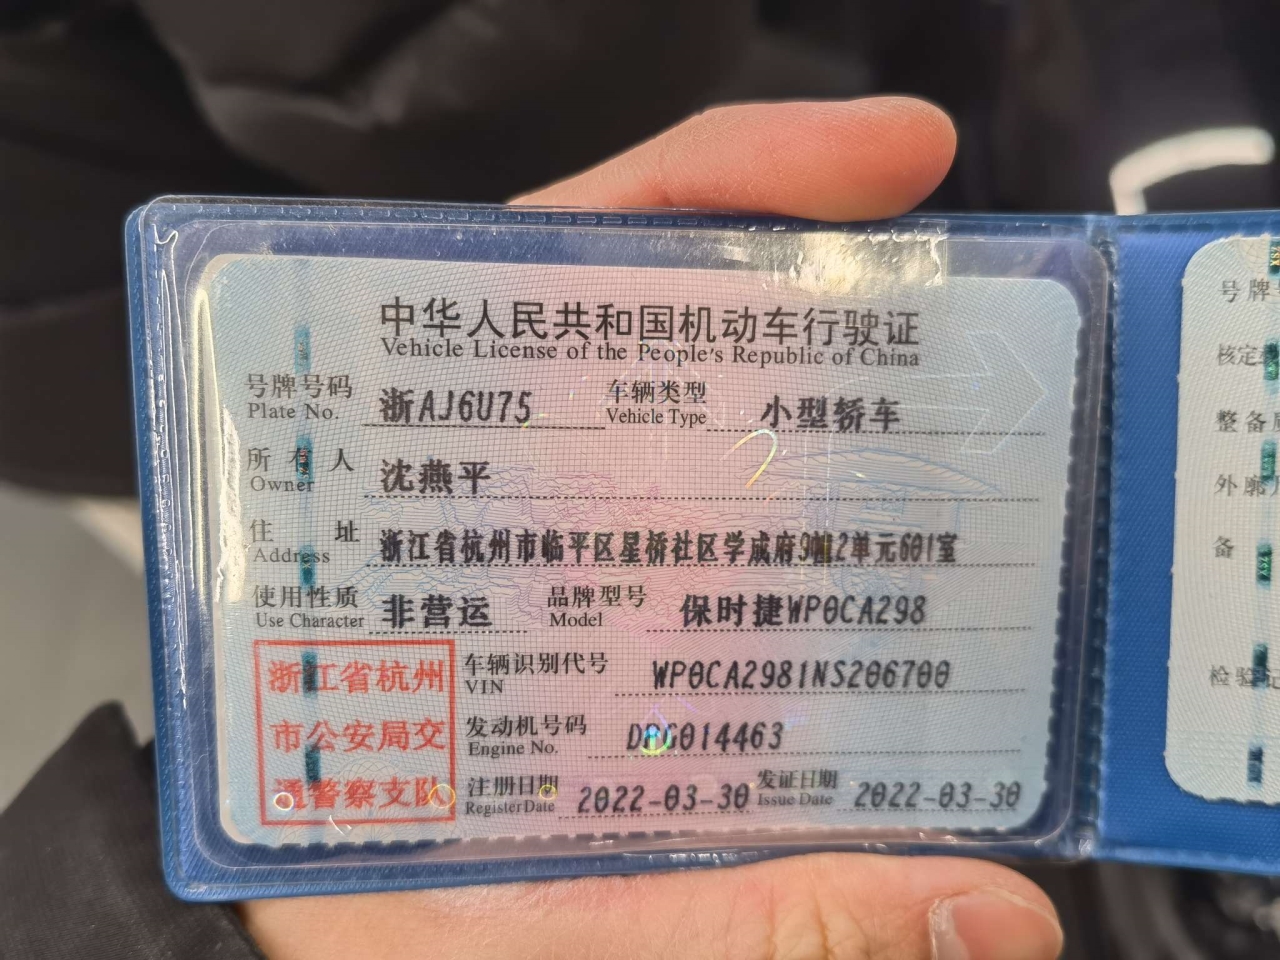 中华人民共和国机动车行驶证
Vehicle License of the People's Republic of China
号牌号码 浙AJ6U75 车辆类型 小型轿车
Plate No. Vehicle Type
所有人 沈燕平
Owner
住址 浙江省杭州市临平区星桥社区学成府9幢2单元601室
Address
使用性质 非营运 品牌型号 保时捷WP0CA298
Use Character Model
浙江省杭州
市公安局交
通警察支队
车辆识别代号 WP0CA2981NS206700
VIN
发动机号码 014463
Engine No.
注册日期 2022-03-30 发证日期 2022-03-30
Register Date Issue Date
号牌
核定
整备
外廓
备
检验记